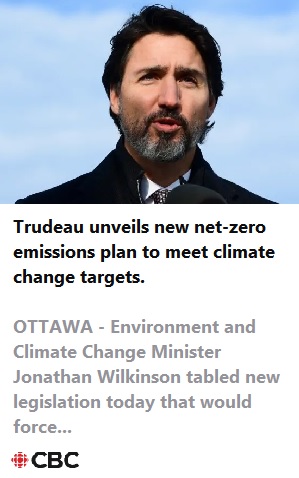 Trudeau unveils new net-zero
emissions plan to meet climate
change targets.
OTTAWA - Environment and
Climate Change Minister
Jonathan Wilkinson tabled new
legislation today that would
force...
CBC